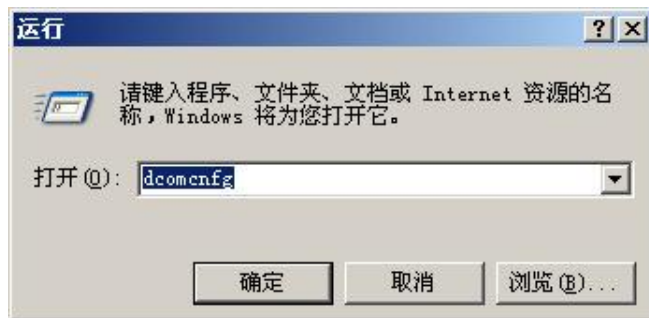 运行
请键入程序、文件夹、文档或 Internet 资源的名
称，Windows 将为您打开它。
打开(O): dcomcnfg
确定 取消 浏览(B)...